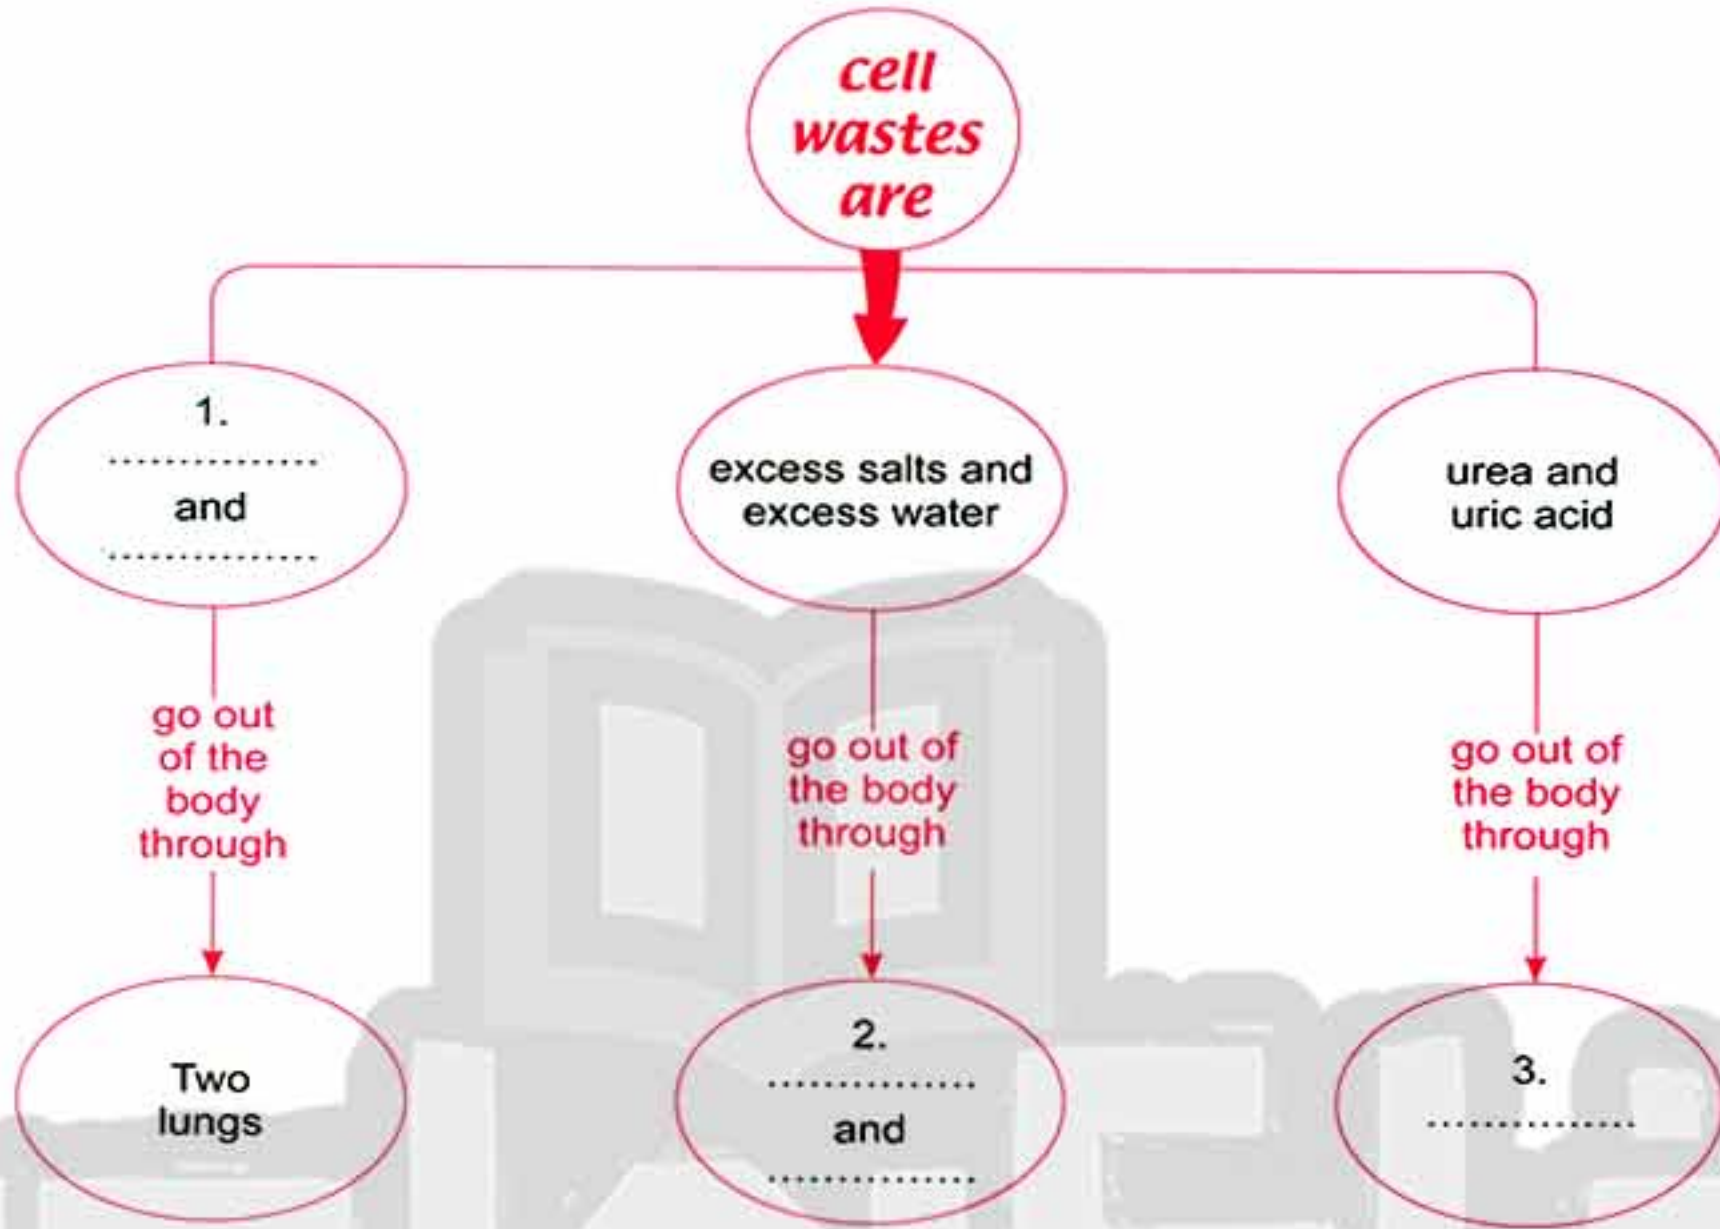 cell
wastes
are
1.
....................
and
....................
excess salts and
excess water
urea and
uric acid
go out
of the
body
through
go out of
the body
through
go out of
the body
through
Two
lungs
2.
....................
and
....................
3.
....................